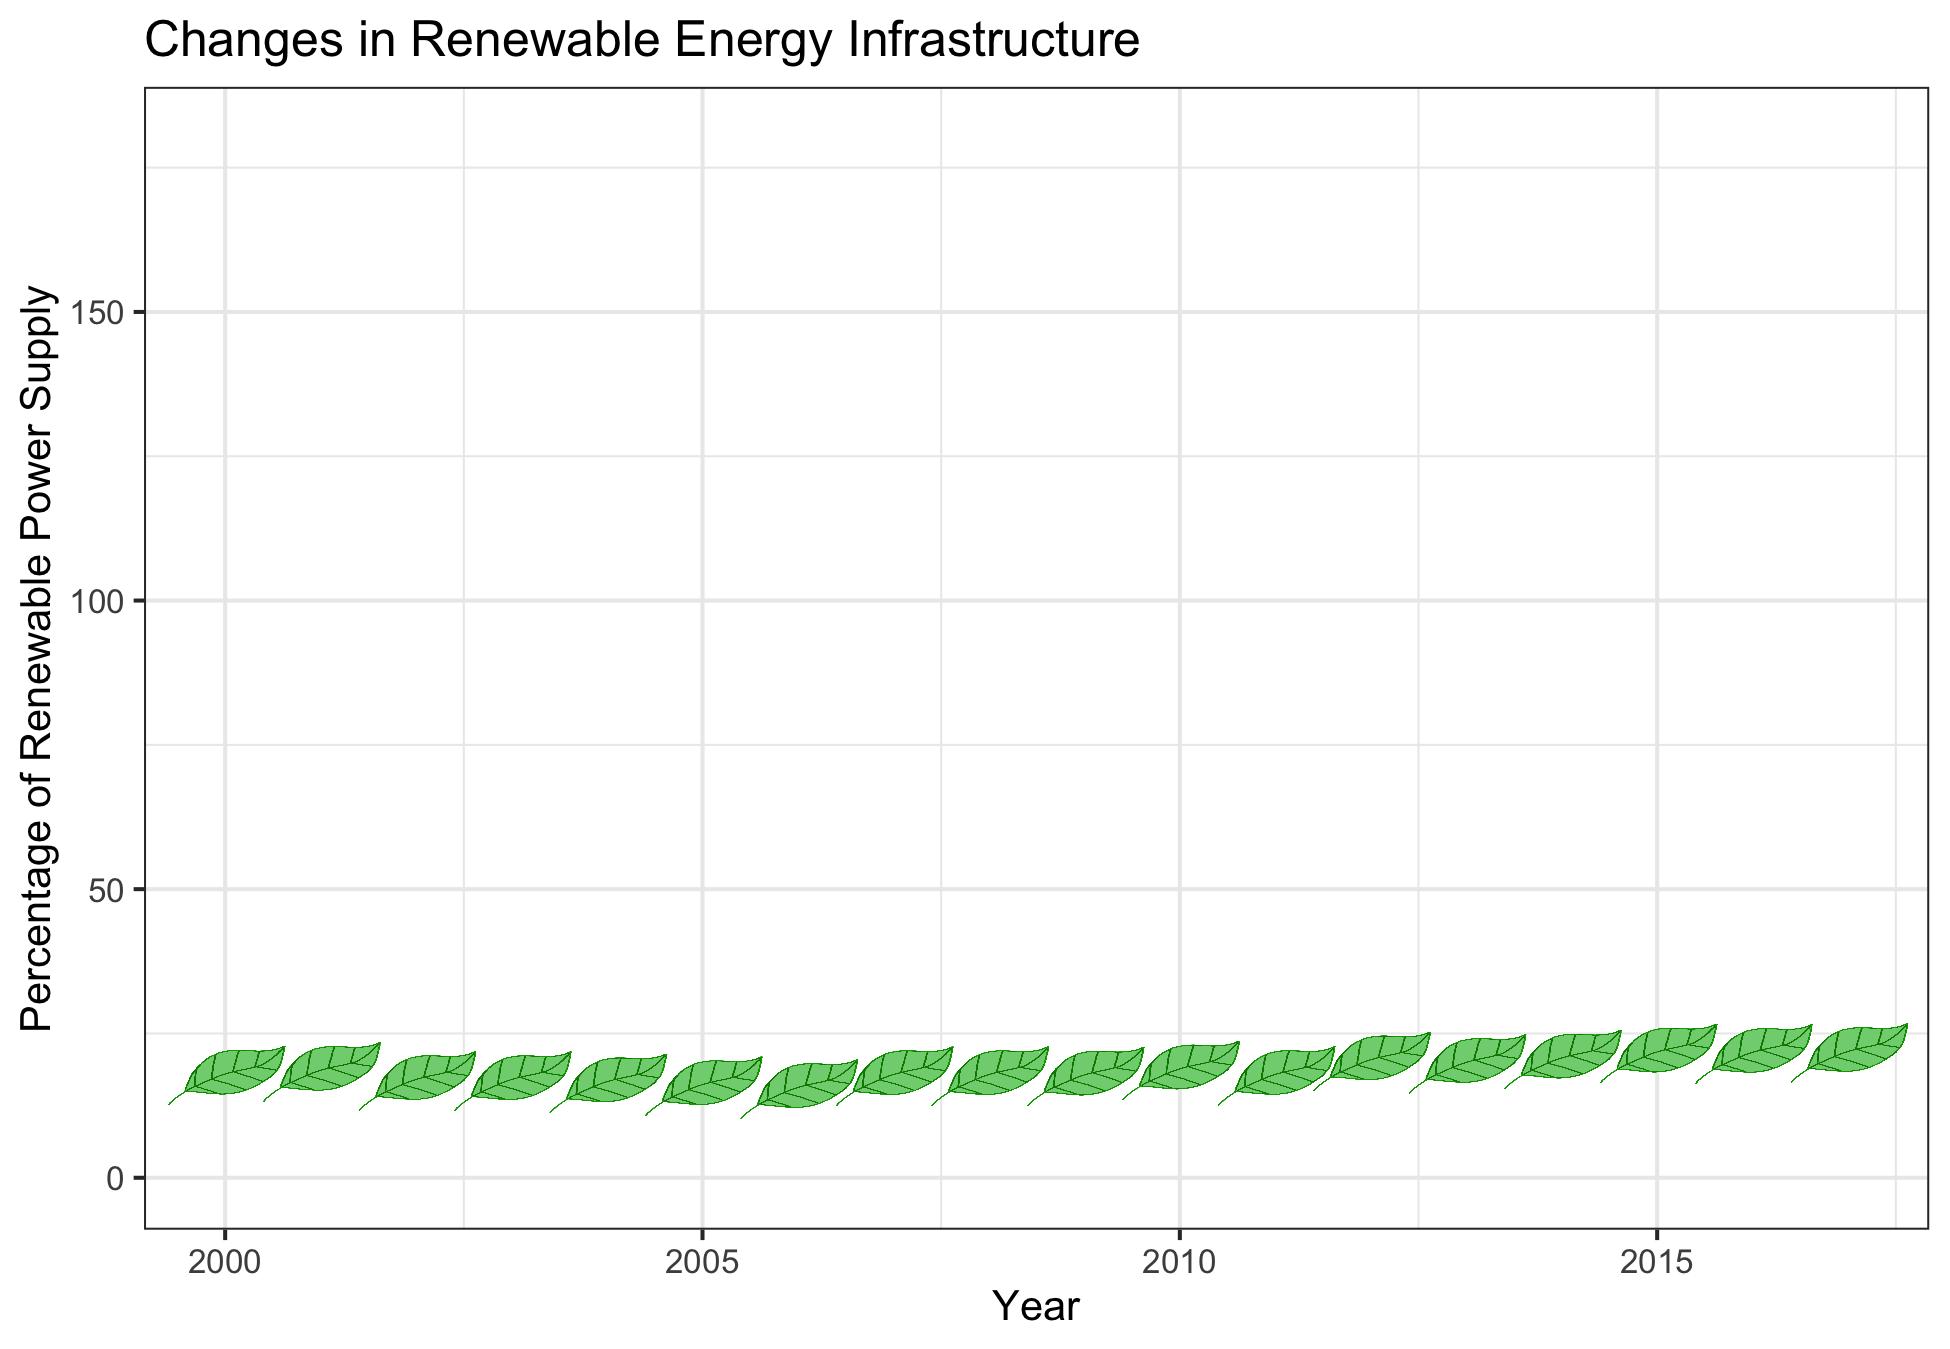 Changes in Renewable Energy Infrastructure
Percentage of Renewable Power Supply
150
100
50
0
2000 2005 2010 2015
Year